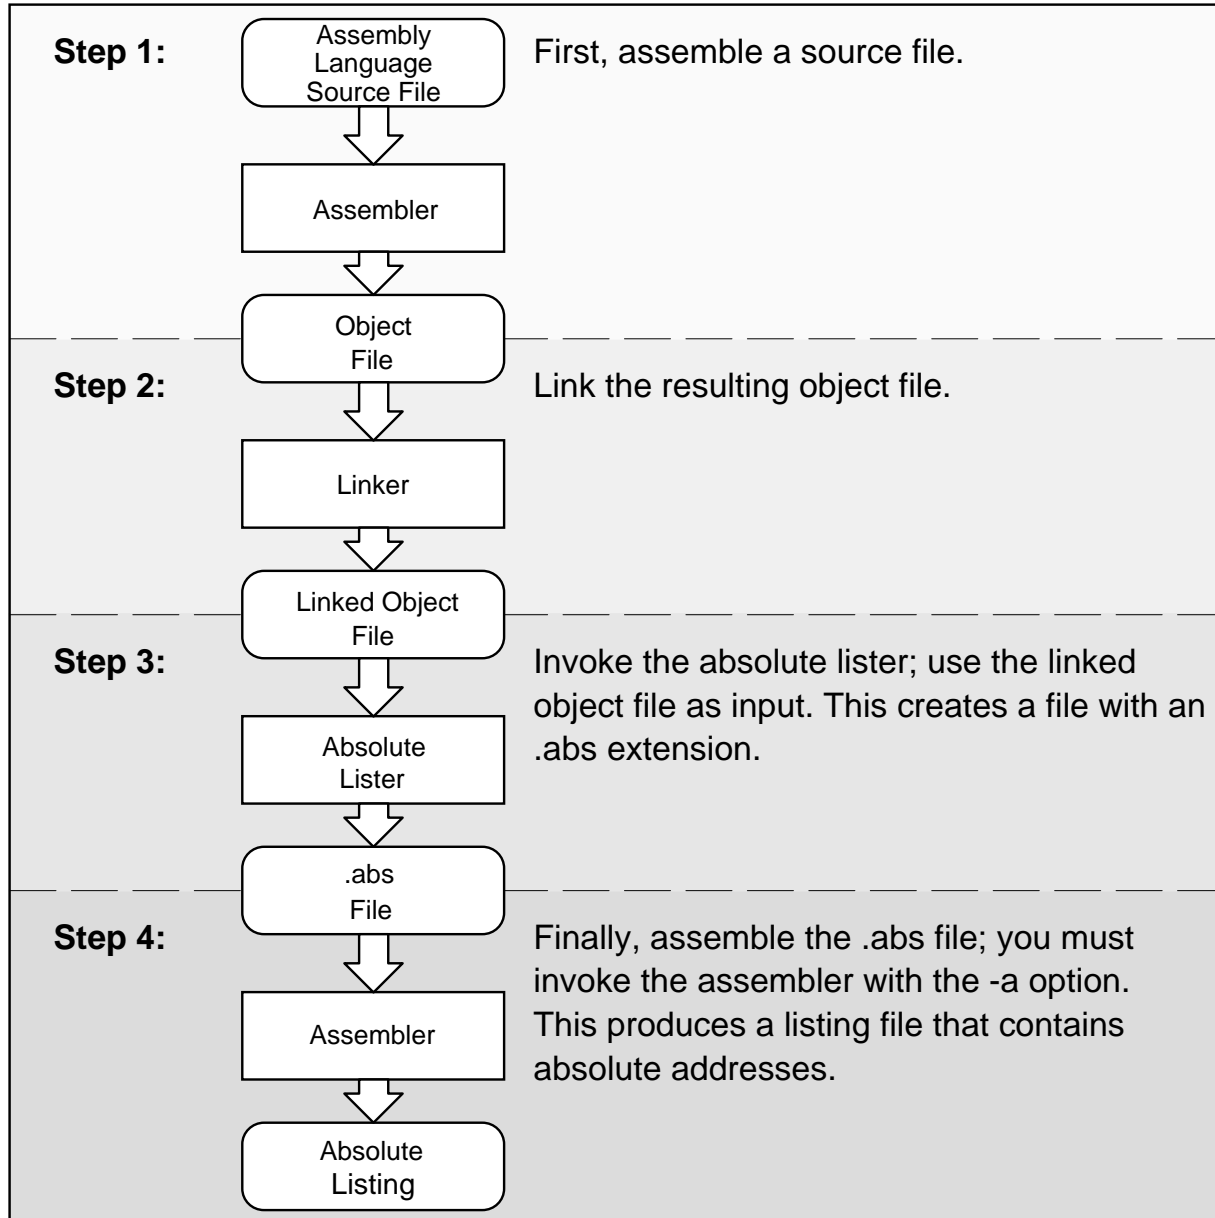 Step 1:
Assembly
Language
Source File
First, assemble a source file.
Assembler
Object
File
Step 2:
Link the resulting object file.
Linker
Linked Object
File
Step 3:
Invoke the absolute lister; use the linked
object file as input. This creates a file with an
.abs extension.
Absolute
Lister
.abs
File
Step 4:
Finally, assemble the .abs file; you must
invoke the assembler with the -a option.
This produces a listing file that contains
absolute addresses.
Assembler
Absolute
Listing